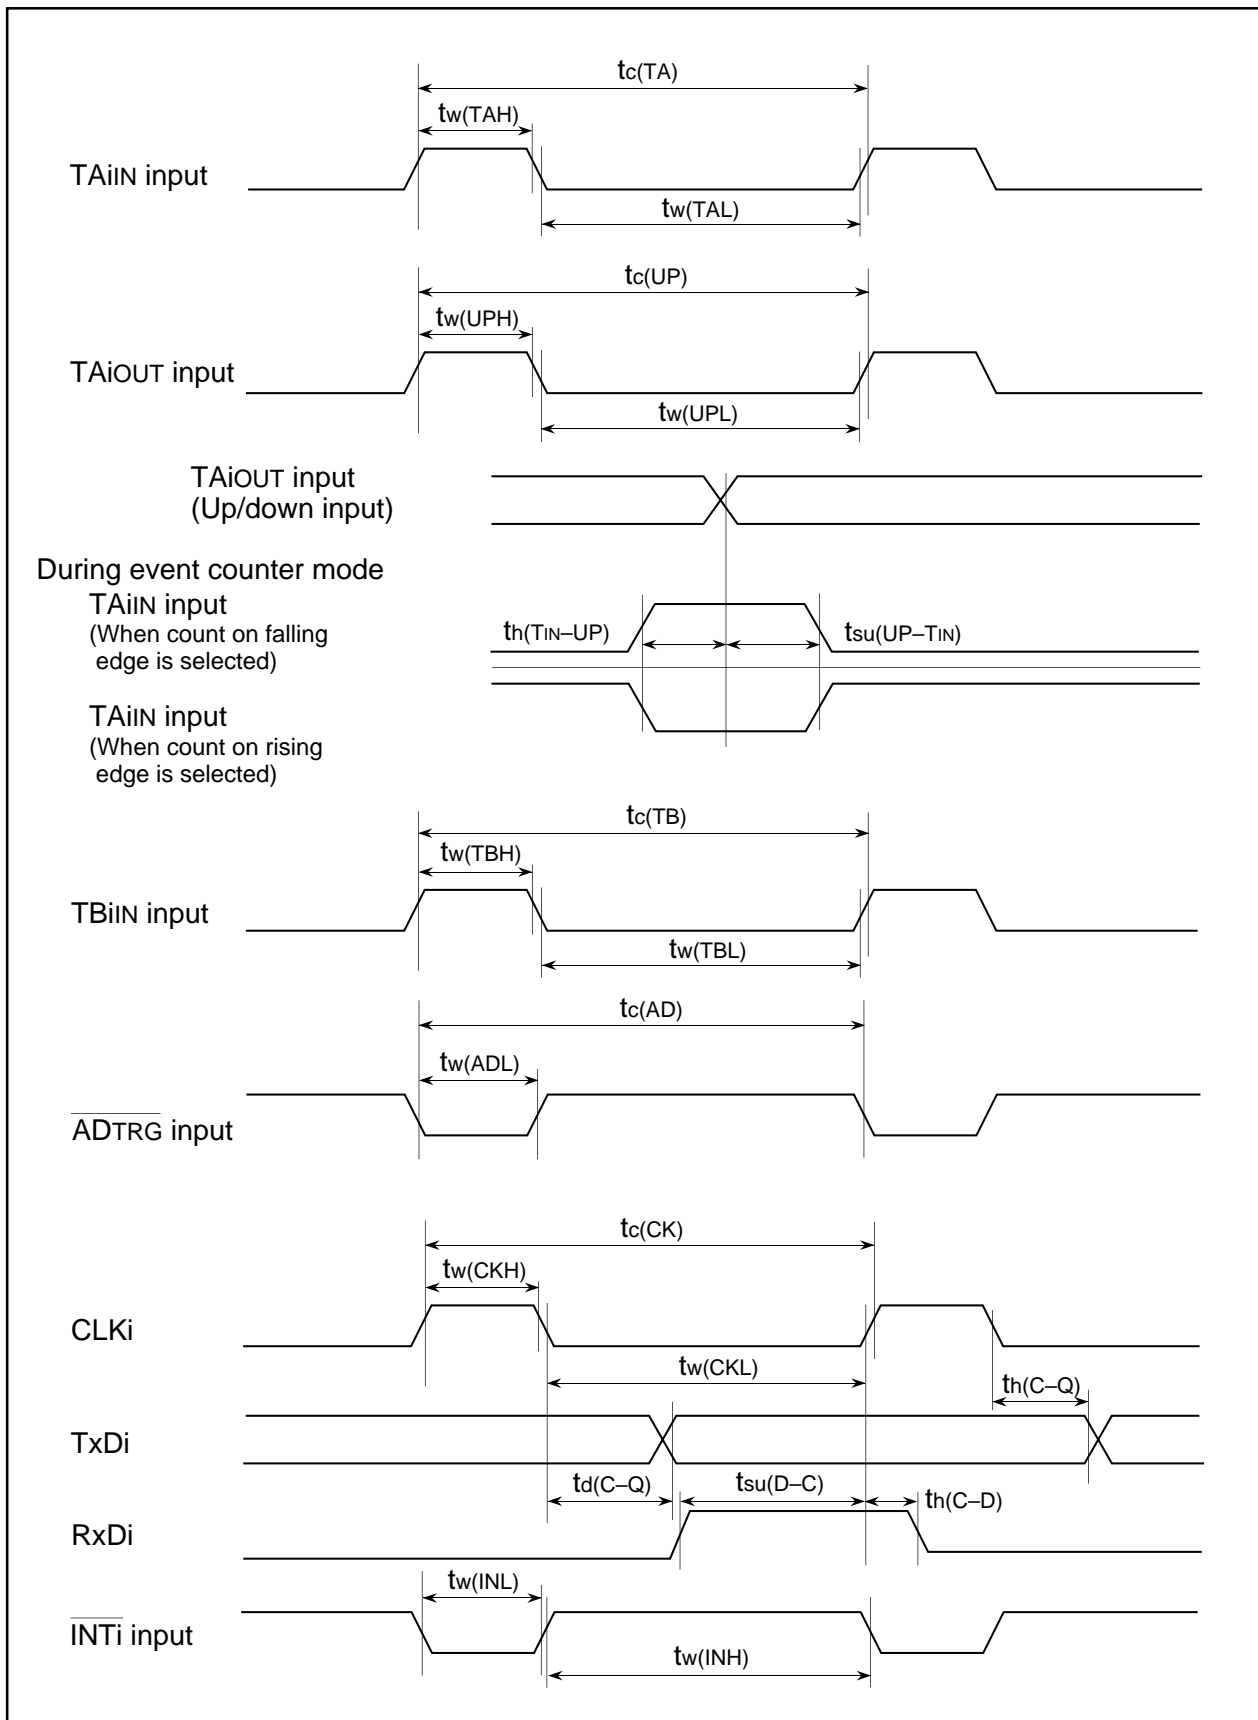 tc(TA)
tw(TAH)
TAiIN input
tw(TAL)
tc(UP)
tw(UPH)
TAiOUT input
tw(UPL)
TAiOUT input
(Up/down input)
During event counter mode
TAiIN input
(When count on falling
edge is selected)
th(TIN–UP)
tsu(UP–TIN)
TAiIN input
(When count on rising
edge is selected)
tc(TB)
tw(TBH)
TBiIN input
tw(TBL)
tc(AD)
tw(ADL)
ADTRG input
tc(CK)
tw(CKH)
CLKi
tw(CKL)
th(C–Q)
TxDi
td(C–Q)
tsu(D–C)
th(C–D)
RxDi
tw(INL)
INTi input
tw(INH)